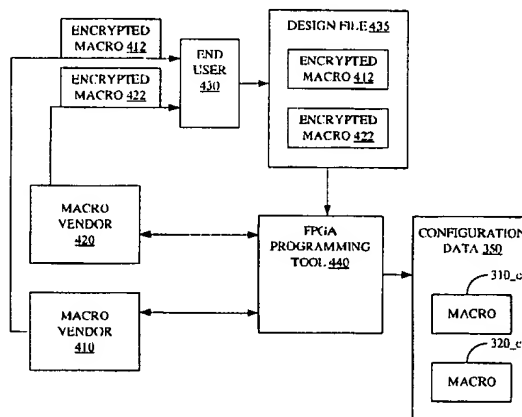 ENCRYPTED
MACRO 412
ENCRYPTED
MACRO 422
END
USER
430
DESIGN FILE 435
ENCRYPTED
MACRO 412
ENCRYPTED
MACRO 422
MACRO
VENDOR
420
MACRO
VENDOR
410
FPGA
PROGRAMMING
TOOL 440
CONFIGURATION
DATA 350
310_c
MACRO
320_c
MACRO